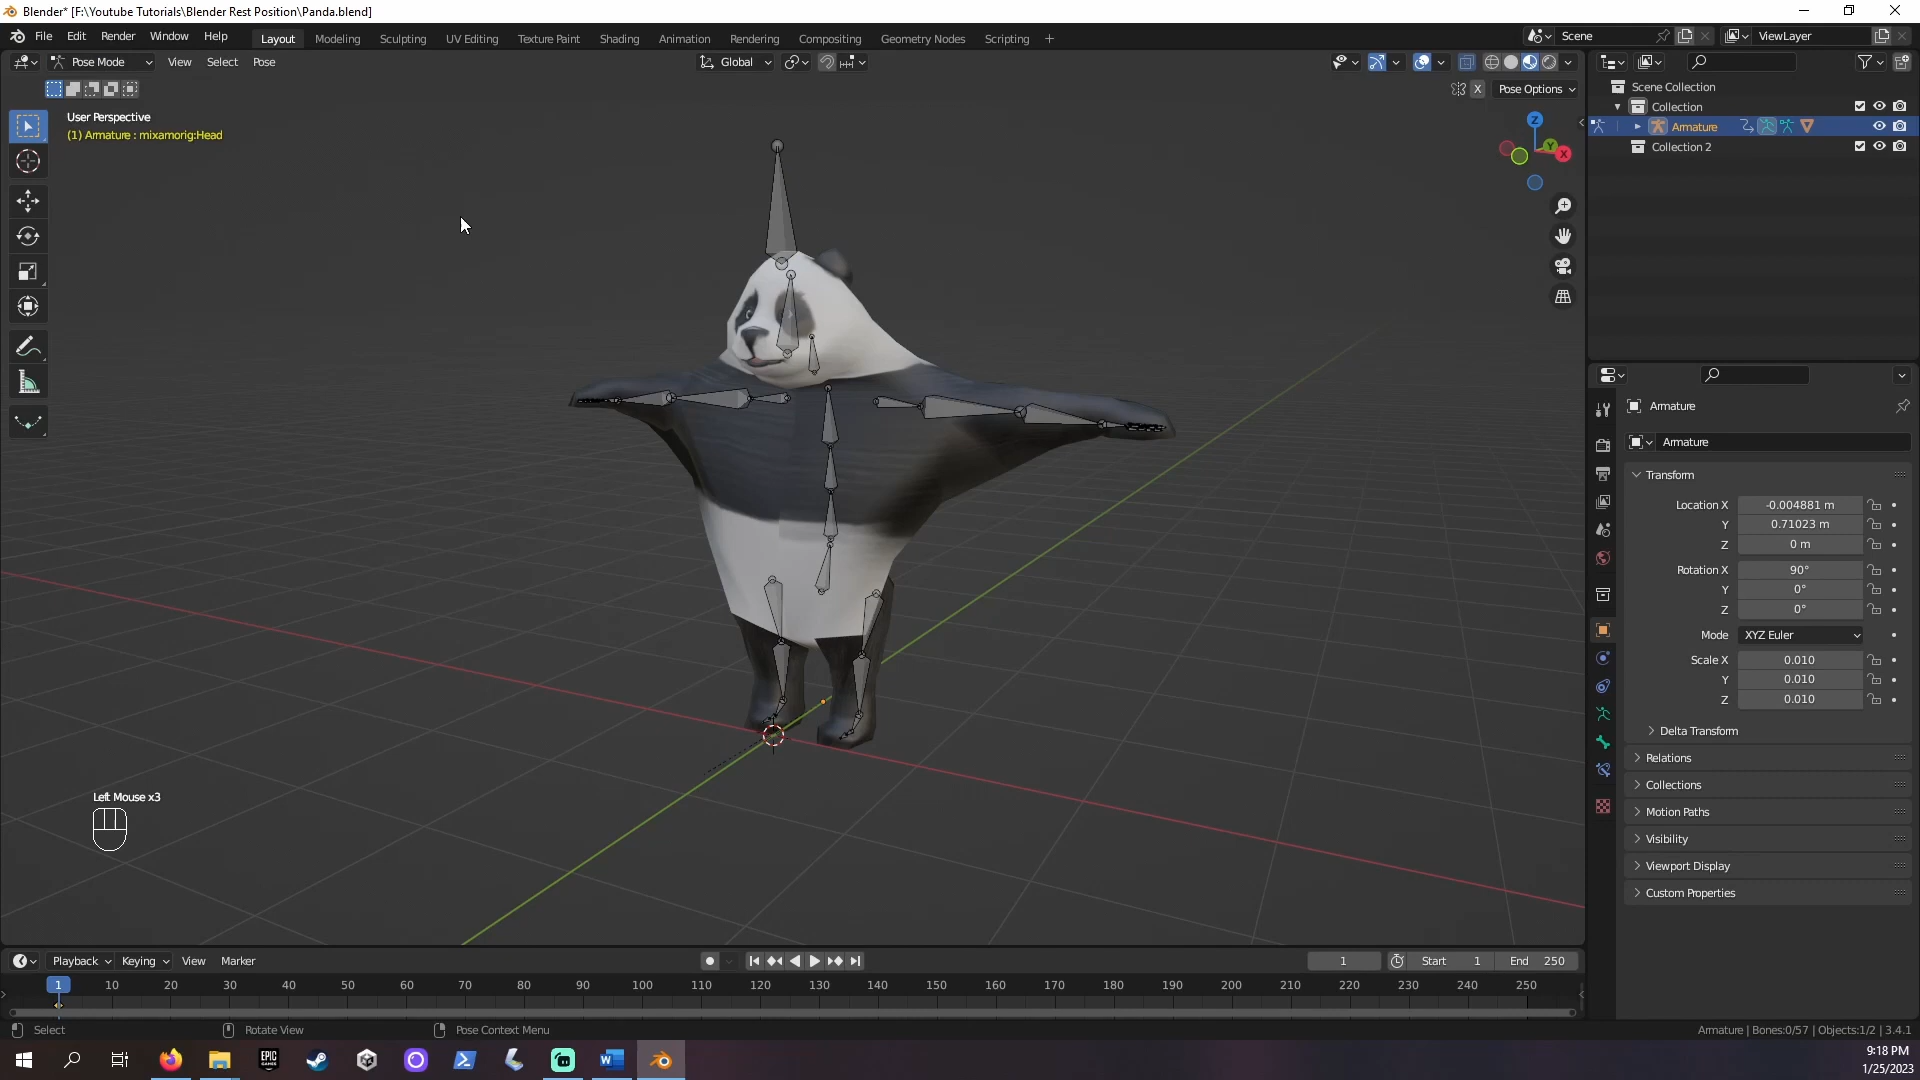 Blender* [F:\Youtube Tutorials\Blender Rest Position\Panda.blend]
File Edit Render Window Help Layout Modeling Sculpting UV Editing Texture Paint Shading Animation Rendering Compositing Geometry Nodes Scripting + Scene ViewLayer
Pose Mode View Select Pose Global
X Pose Options
User Perspective
(1) Armature : mixamorig:Head
Z
Y
X
Scene Collection
Collection
Armature
Collection 2
Armature
Armature
Transform
Location X -0.004881 m
Y 0.71023 m
Z 0 m
Rotation X 90°
Y 0°
Z 0°
Mode XYZ Euler
Scale X 0.010
Y 0.010
Z 0.010
Delta Transform
Relations
Collections
Motion Paths
Visibility
Viewport Display
Custom Properties
Left Mouse x3
Playback Keying View Marker 1 Start 1 End 250
1 10 20 30 40 50 60 70 80 90 100 110 120 130 140 150 160 170 180 190 200 210 220 230 240 250
Select Rotate View Pose Context Menu Armature | Bones:0/57 | Objects:1/2 | 3.4.1
EPIC GAMES
W
9:18 PM
1/25/2023